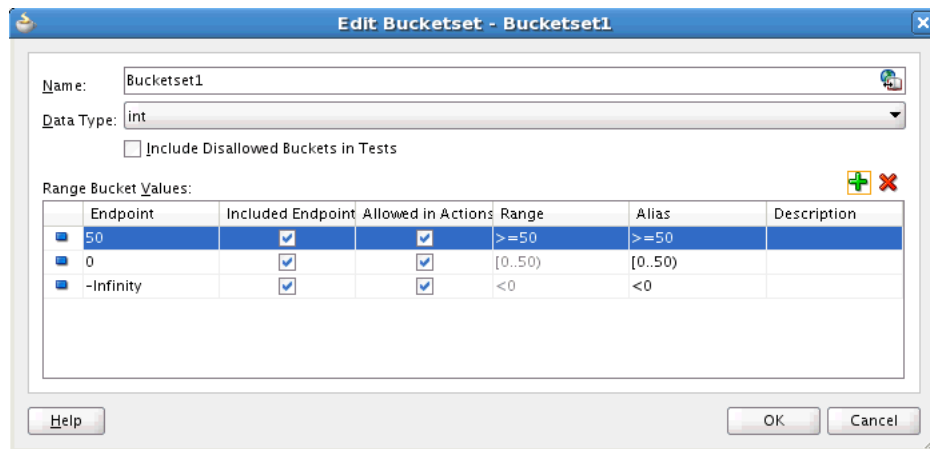 Edit Bucketset - Bucketset1
Name: Bucketset1
Data Type: int
Include Disallowed Buckets in Tests
Range Bucket Values:
Endpoint Included Endpoint Allowed in Actions Range Alias Description
50 >=50 >=50
0 [0..50) [0..50)
-Infinity <0 <0
Help OK Cancel